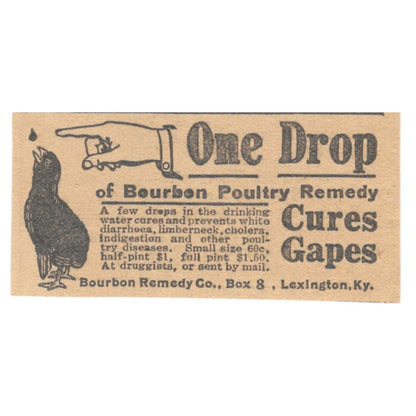 One Drop
of Bourbon Poultry Remedy
A few drops in the drinking
water cures and prevents white
diarrhoea, limberneck, cholera,
indigestion and other poul-
try diseases. Small size 60c,
half-pint $1, full pint $1.50.
At druggists, or sent by mail.
Cures
Gapes
Bourbon Remedy Co., Box 8, Lexington, Ky.